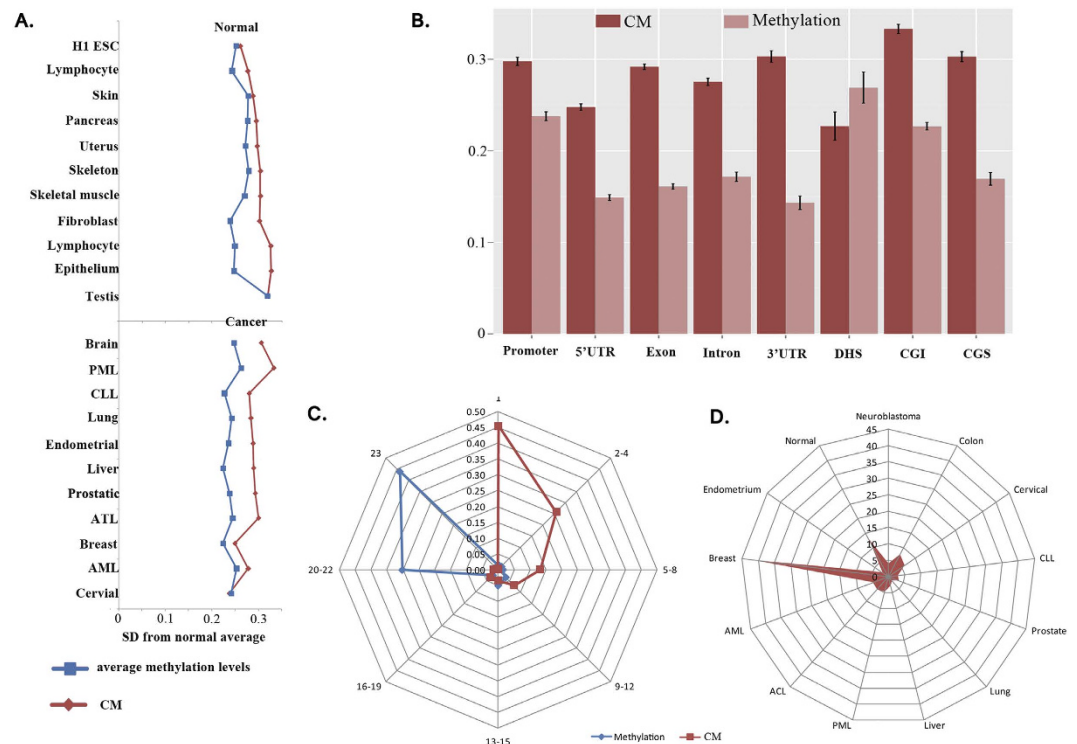 A.
Normal
H1 ESC
Lymphocyte
Skin
Pancreas
Uterus
Skeleton
Skeletal muscle
Fibroblast
Lymphocyte
Epithelium
Testis
Cancer
Brain
PML
CLL
Lung
Endometrial
Liver
Prostatic
ATL
Breast
AML
Cervial
0 0.1 0.2 0.3
SD from normal average
average methylation levels
CM
B.
CM Methylation
0.3
0.2
0.1
0
Promoter 5'UTR Exon Intron 3'UTR DHS CGI CGS
C.
1
2-4
5-8
9-12
13-15
16-19
20-22
23
0.50
0.45
0.40
0.35
0.30
0.25
0.20
0.15
0.10
0.05
0.00
Methylation CM
D.
Neuroblastoma
Colon
Cervical
CLL
Prostate
Lung
Liver
PML
ACL
AML
Breast
Endometrium
Normal
45
40
35
30
25
20
15
10
5
0